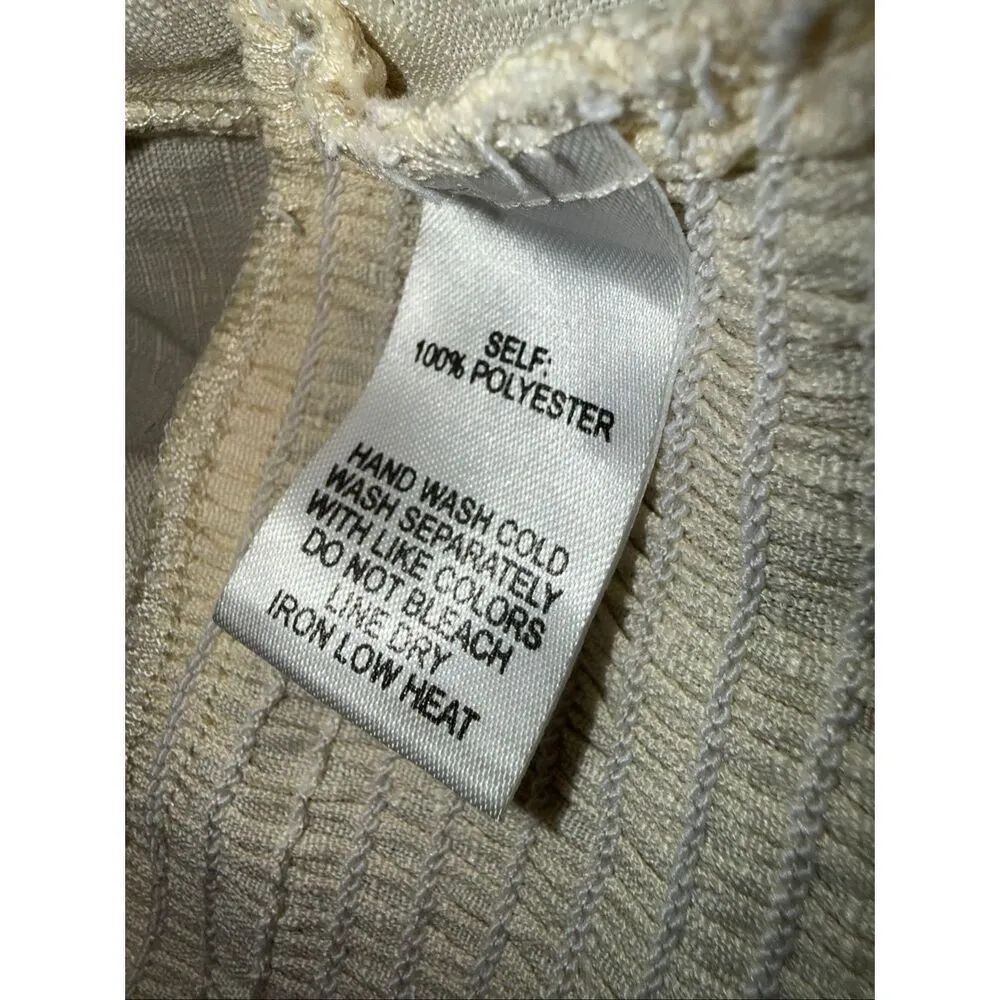 SELF:
100% POLYESTER
HAND WASH COLD
WASH SEPARATELY
WITH LIKE COLORS
DO NOT BLEACH
LINE DRY
IRON LOW HEAT